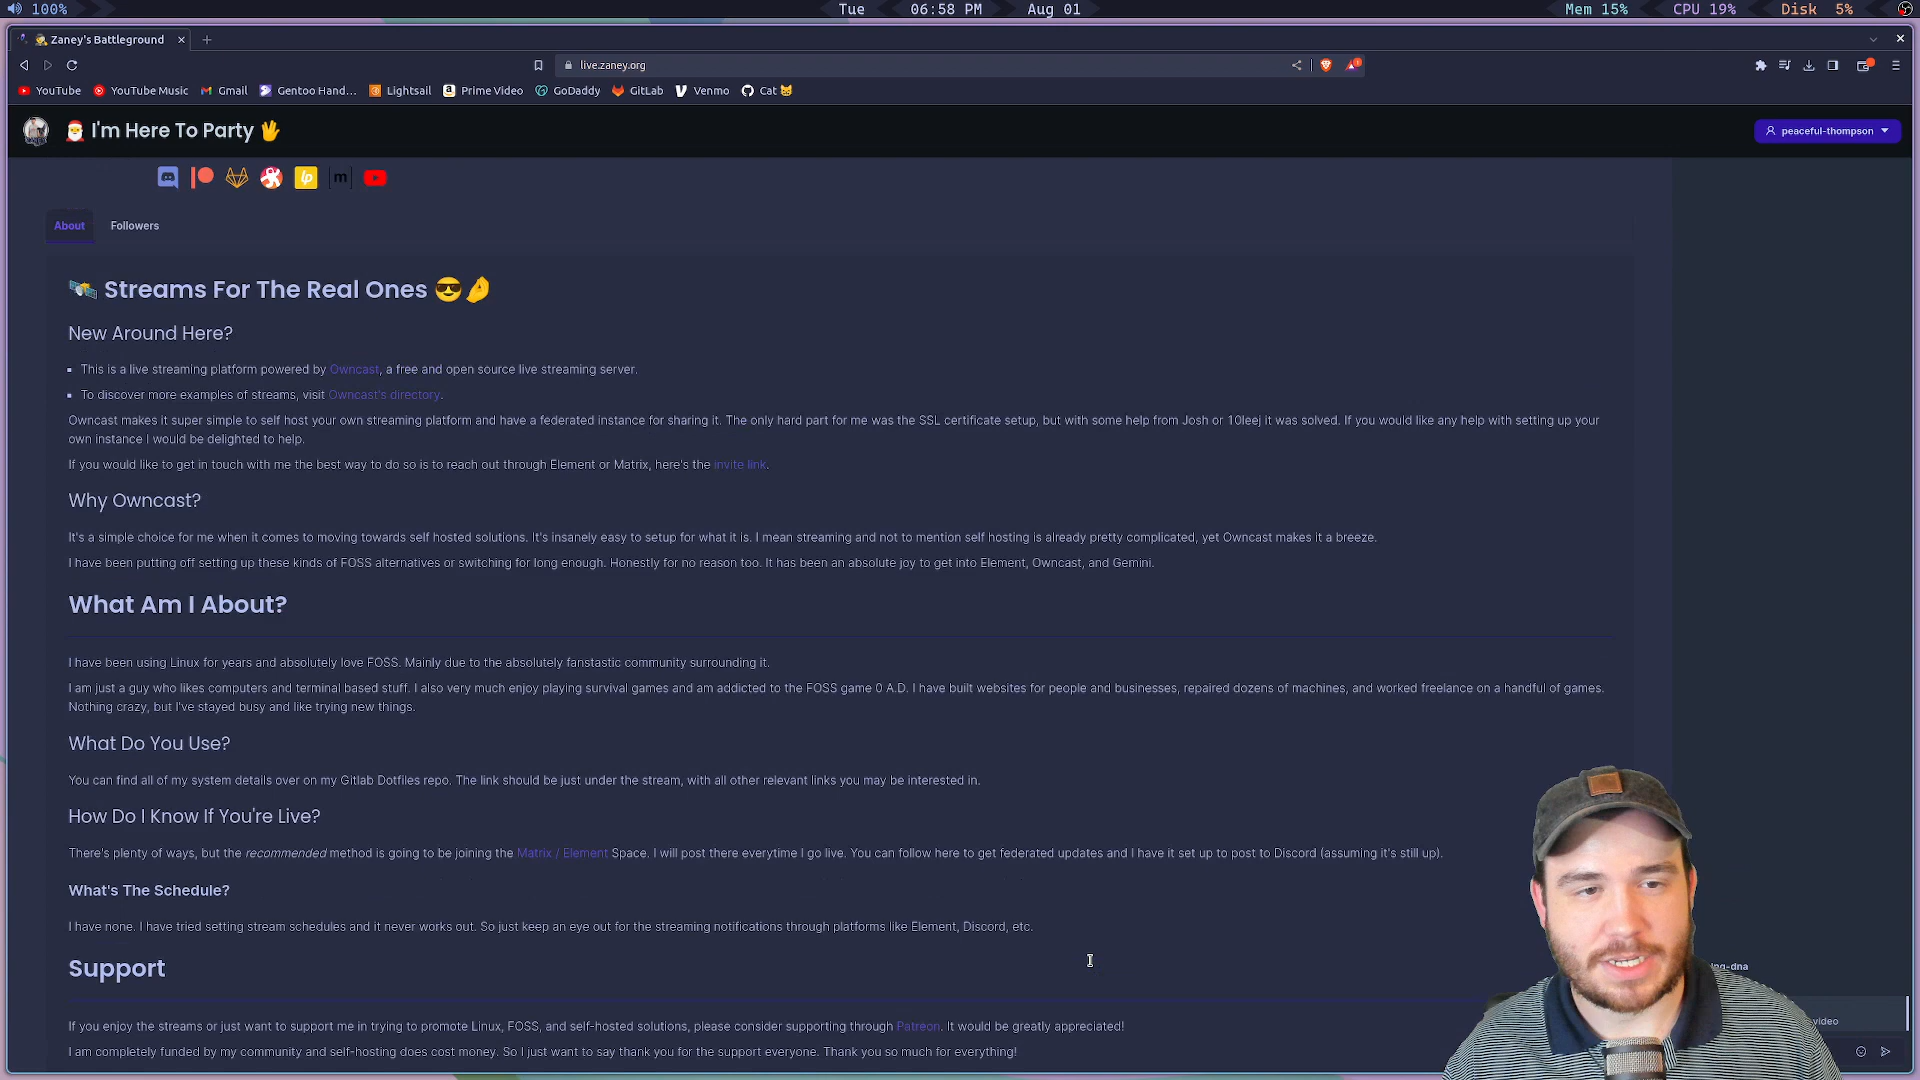 100% Tue 06:58 PM Aug 01 Mem 15% CPU 19% Disk 5%
Zaney's Battleground
live.zaney.org
YouTube YouTube Music Gmail Gentoo Hand... Lightsail Prime Video GoDaddy GitLab Venmo Cat
I'm Here To Party
peaceful-thompson
lp m
About Followers
Streams For The Real Ones
New Around Here?
This is a live streaming platform powered by Owncast, a free and open source live streaming server.
To discover more examples of streams, visit Owncast's directory.
Owncast makes it super simple to self host your own streaming platform and have a federated instance for sharing it. The only hard part for me was the SSL certificate setup, but with some help from Josh or 10leej it was solved. If you would like any help with setting up your
own instance I would be delighted to help.
If you would like to get in touch with me the best way to do so is to reach out through Element or Matrix, here's the invite link.
Why Owncast?
It's a simple choice for me when it comes to moving towards self hosted solutions. It's insanely easy to setup for what it is. I mean streaming and not to mention self hosting is already pretty complicated, yet Owncast makes it a breeze.
I have been putting off setting up these kinds of FOSS alternatives or switching for long enough. Honestly for no reason too. It has been an absolute joy to get into Element, Owncast, and Gemini.
What Am I About?
I have been using Linux for years and absolutely love FOSS. Mainly due to the absolutely fanstastic community surrounding it.
I am just a guy who likes computers and terminal based stuff. I also very much enjoy playing survival games and am addicted to the FOSS game 0 A.D. I have built websites for people and businesses, repaired dozens of machines, and worked freelance on a handful of games.
Nothing crazy, but I've stayed busy and like trying new things.
What Do You Use?
You can find all of my system details over on my Gitlab Dotfiles repo. The link should be just under the stream, with all other relevant links you may be interested in.
How Do I Know If You're Live?
There's plenty of ways, but the recommended method is going to be joining the Matrix / Element Space. I will post there everytime I go live. You can follow here to get federated updates and I have it set up to post to Discord (assuming it's still up).
What's The Schedule?
I have none. I have tried setting stream schedules and it never works out. So just keep an eye out for the streaming notifications through platforms like Element, Discord, etc.
Support
ing-dna
If you enjoy the streams or just want to support me in trying to promote Linux, FOSS, and self-hosted solutions, please consider supporting through Patreon. It would be greatly appreciated!
video
I am completely funded by my community and self-hosting does cost money. So I just want to say thank you for the support everyone. Thank you so much for everything!